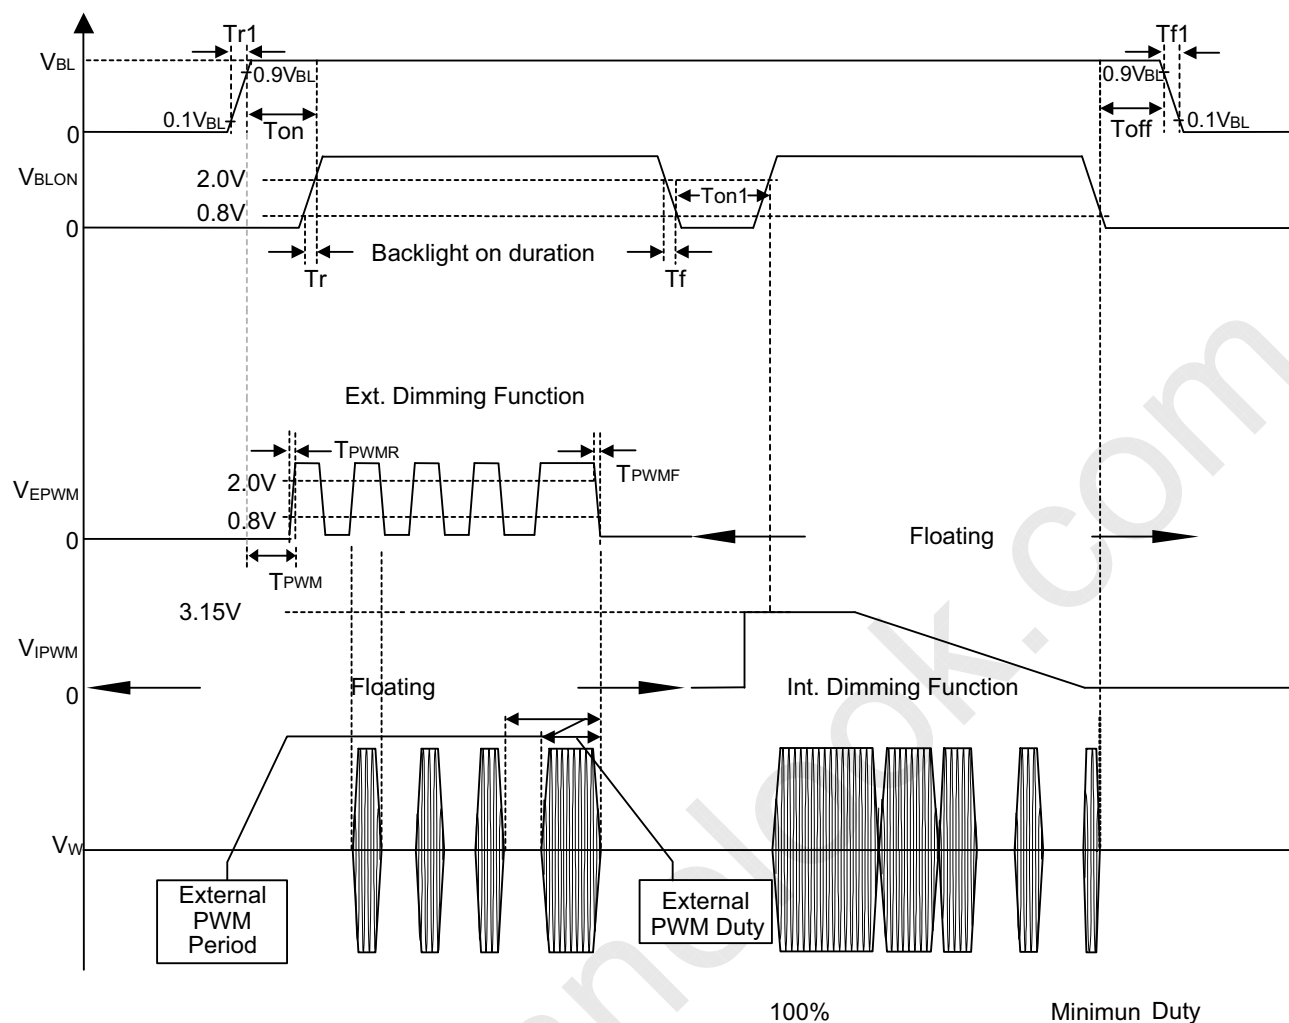 Tr1
Tf1
VBL
0.9VBL
0.9VBL
0.1VBL
Ton
Toff
0.1VBL
0
VBLON
2.0V
Ton1
0.8V
0
Backlight on duration
Tr
Tf
Ext. Dimming Function
TPWMR
TPWMF
2.0V
VEPWM
0.8V
0
Floating
TPWM
3.15V
VIPWM
0
Floating
Int. Dimming Function
VW
External
PWM
Period
External
PWM Duty
100%
Minimun Duty
nolook.com